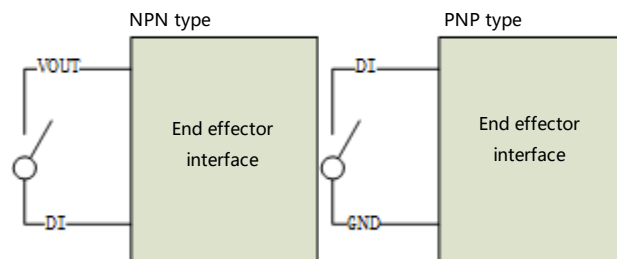 NPN type
PNP type
VOUT
DI
End effector
interface
End effector
interface
DI
GND